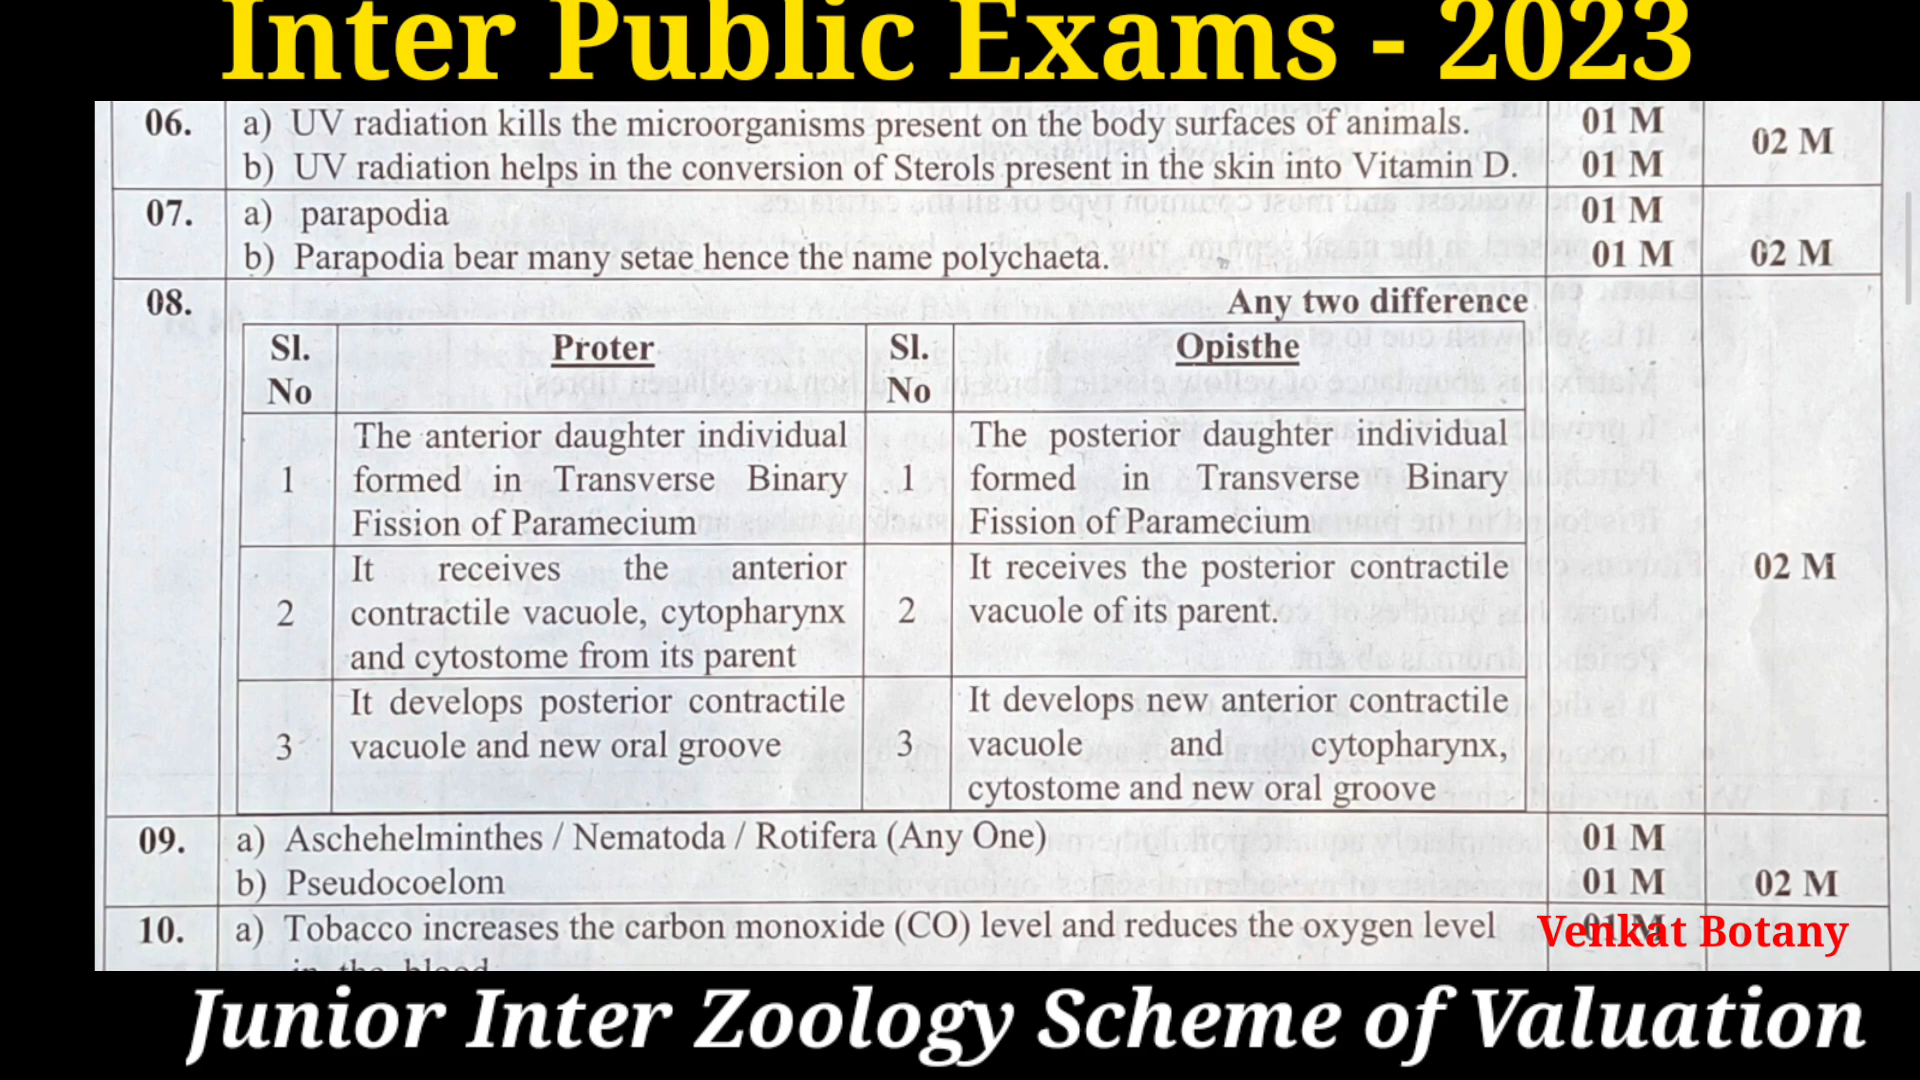 Inter Public Exams - 2023
06. a) UV radiation kills the microorganisms present on the body surfaces of animals. 01 M
02 M
b) UV radiation helps in the conversion of Sterols present in the skin into Vitamin D. 01 M
07. a) parapodia 01 M
b) Parapodia bear many setae hence the name polychaeta. 01 M 02 M
08. Any two difference
Sl. No Proter Sl. No Opisthe
1 The anterior daughter individual
formed in Transverse Binary
Fission of Paramecium
1 The posterior daughter individual
formed in Transverse Binary
Fission of Paramecium
2 It receives the anterior
contractile vacuole, cytopharynx
and cytostome from its parent
2 It receives the posterior contractile
vacuole of its parent.
02 M
3 It develops posterior contractile
vacuole and new oral groove
3 It develops new anterior contractile
vacuole and cytopharynx,
cytostome and new oral groove
09. a) Aschehelminthes / Nematoda / Rotifera (Any One) 01 M
b) Pseudocoelom 01 M 02 M
10. a) Tobacco increases the carbon monoxide (CO) level and reduces the oxygen level 01 M
in the blood
Venkat Botany
Junior Inter Zoology Scheme of Valuation